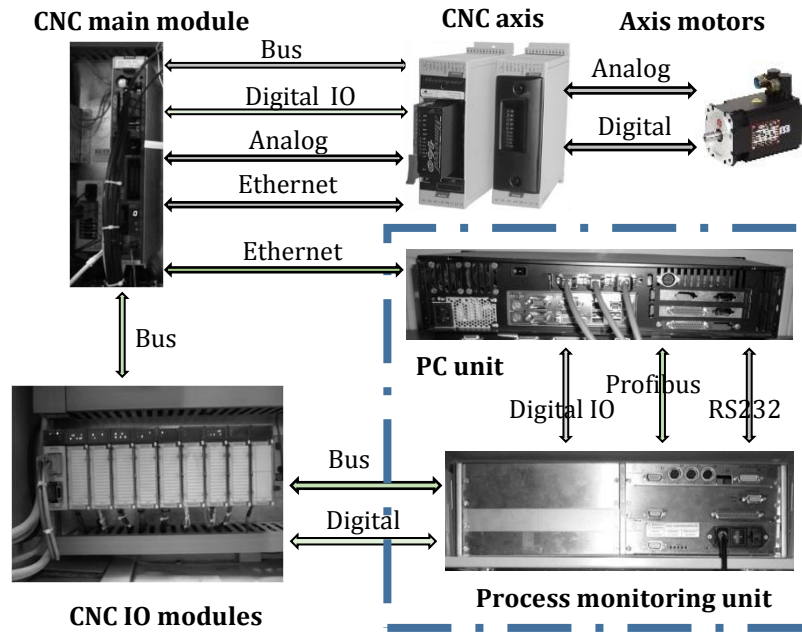 CNC main module
CNC axis
Axis motors
Bus
Digital IO
Analog
Ethernet
Analog
Digital
Ethernet
Bus
PC unit
Digital IO
Profibus
RS232
Bus
Digital
CNC IO modules
Process monitoring unit